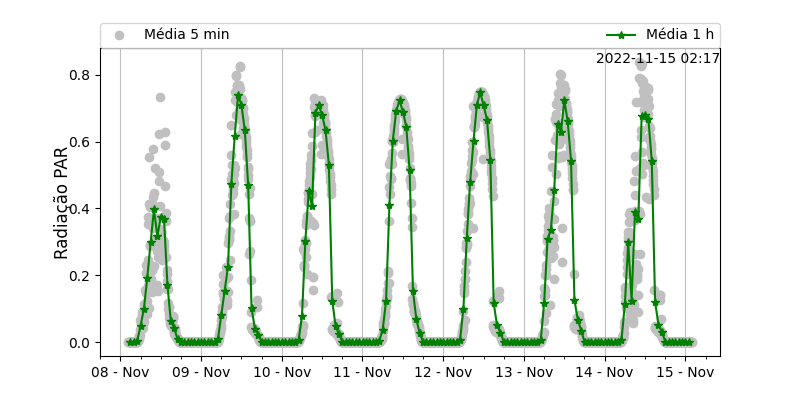 Média 5 min
Média 1 h
2022-11-15 02:17
Radiação PAR
0.8
0.6
0.4
0.2
0.0
08 - Nov
09 - Nov
10 - Nov
11 - Nov
12 - Nov
13 - Nov
14 - Nov
15 - Nov